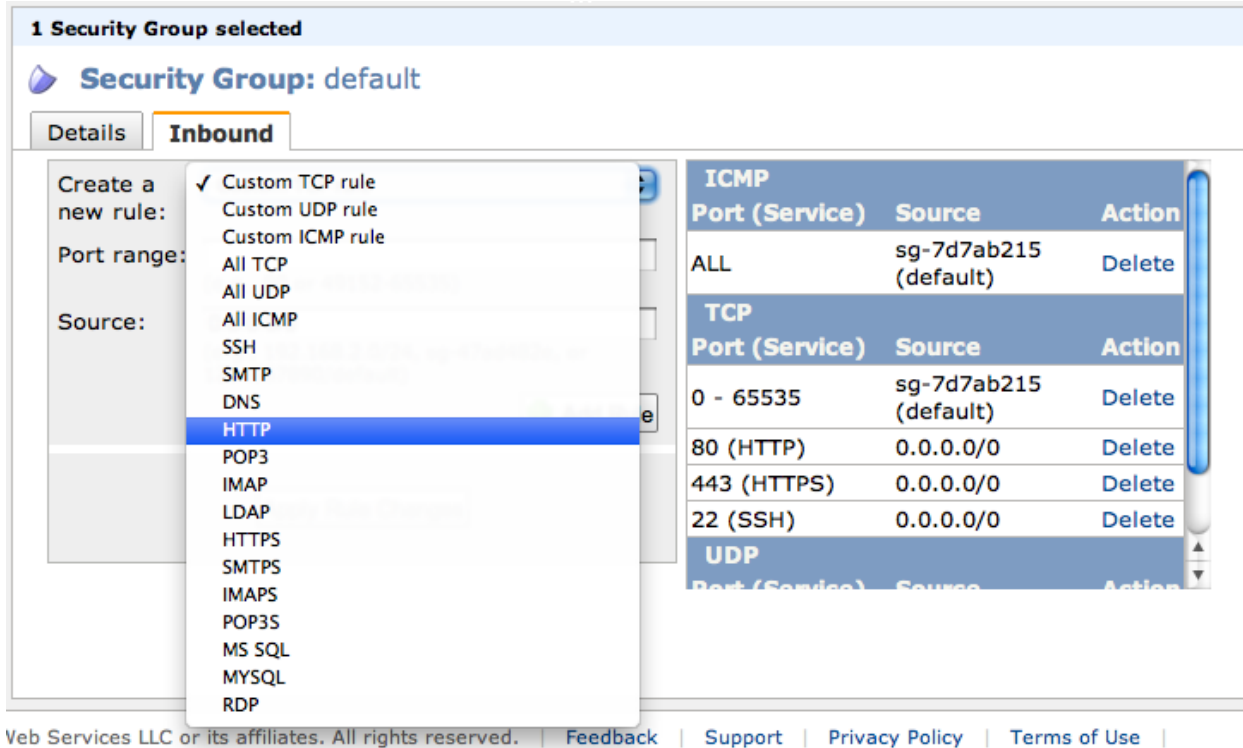 1 Security Group selected
Security Group: default
Details Inbound
Create a new rule:
Port range:
Source:
✓ Custom TCP rule
Custom UDP rule
Custom ICMP rule
All TCP
All UDP
All ICMP
SSH
SMTP
DNS
HTTP
POP3
IMAP
LDAP
HTTPS
SMTPS
IMAPS
POP3S
MS SQL
MYSQL
RDP
ICMP
Port (Service) Source Action
ALL sg-7d7ab215 (default) Delete
TCP
Port (Service) Source Action
0 - 65535 sg-7d7ab215 (default) Delete
80 (HTTP) 0.0.0.0/0 Delete
443 (HTTPS) 0.0.0.0/0 Delete
22 (SSH) 0.0.0.0/0 Delete
UDP
Port (Service) Source Action
Web Services LLC or its affiliates. All rights reserved. | Feedback | Support | Privacy Policy | Terms of Use |